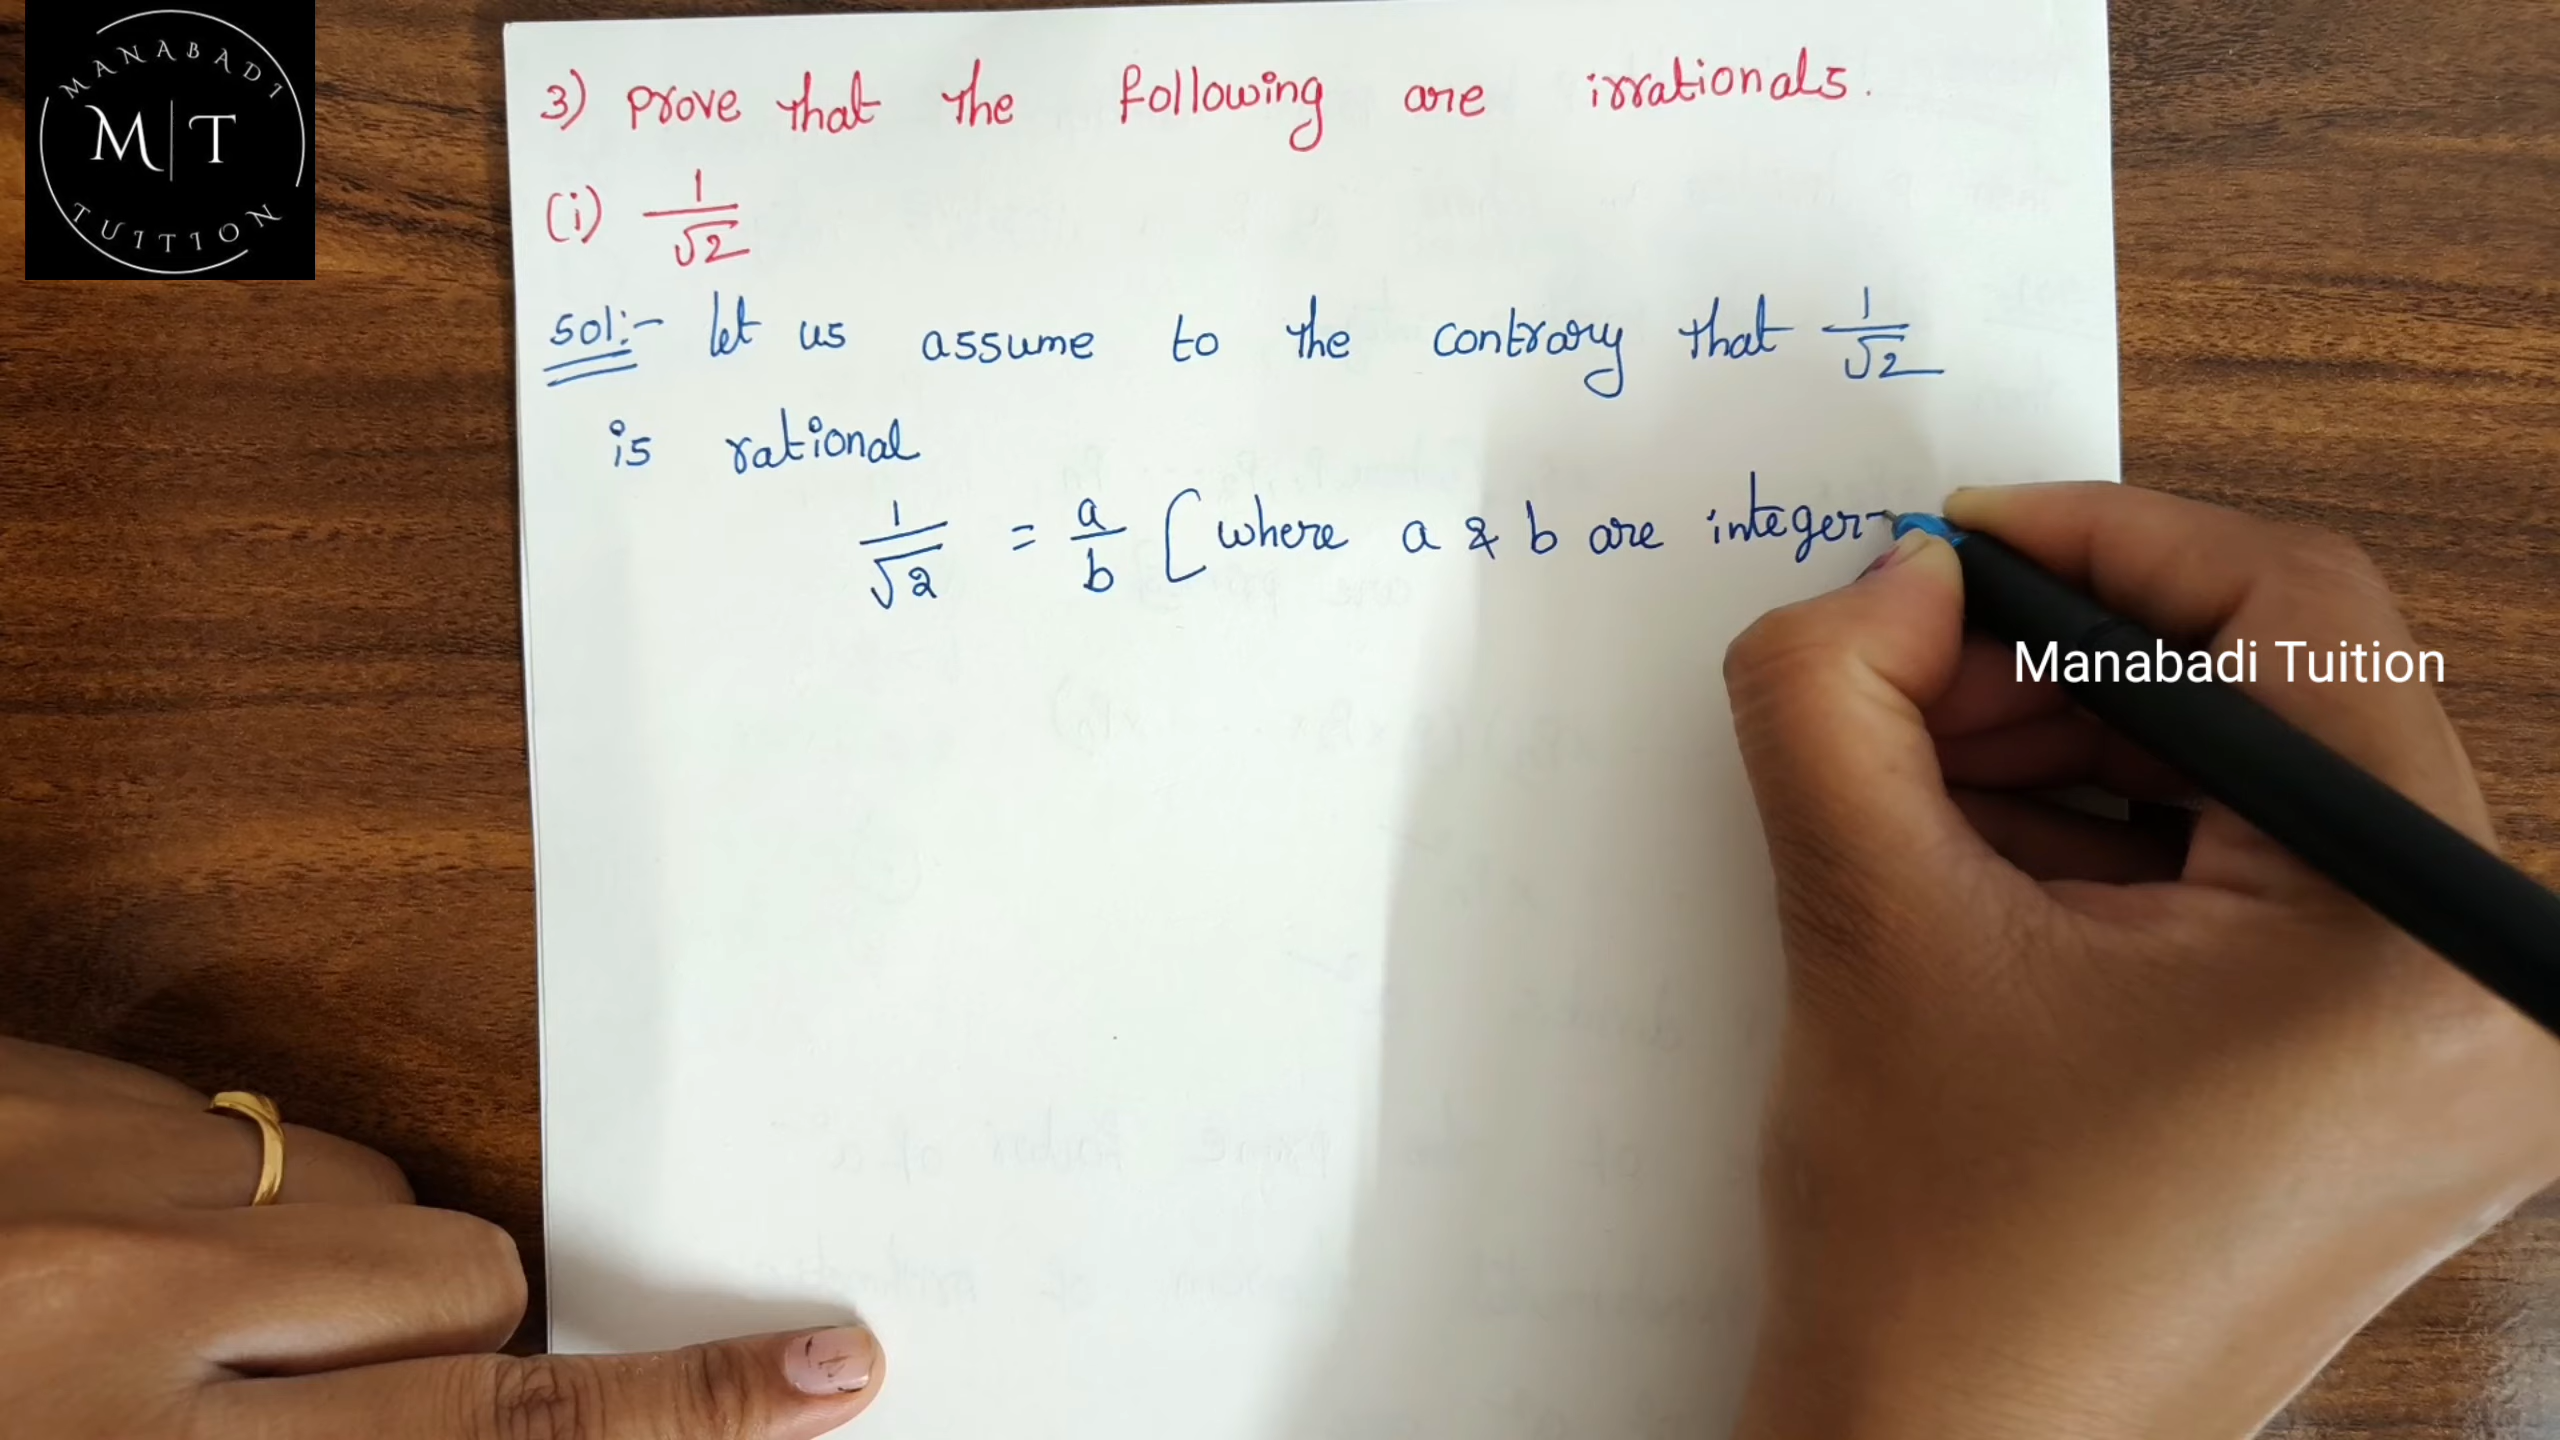 MANABADI
M|T
TUITION
3) prove that the following are irrationals.
(i) 1/√2
Sol:- let us assume to the contrary that 1/√2
is rational
1/√2 = a/b [where a & b are integer
Manabadi Tuition